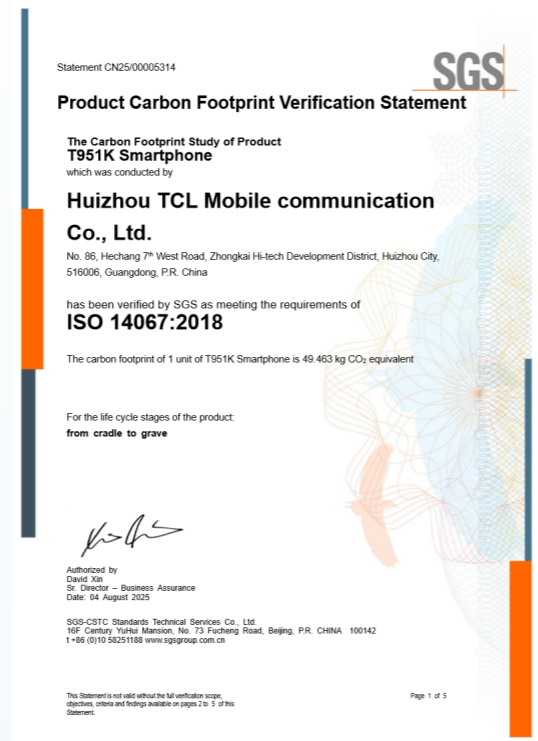 Statement CN25/00005314
SGS
Product Carbon Footprint Verification Statement
The Carbon Footprint Study of Product
T951K Smartphone
which was conducted by
Huizhou TCL Mobile communication
Co., Ltd.
No. 86, Hechang 7th West Road, Zhongkai Hi-tech Development District, Huizhou City,
516006, Guangdong, P.R. China
has been verified by SGS as meeting the requirements of
ISO 14067:2018
The carbon footprint of 1 unit of T951K Smartphone is 49.463 kg CO₂ equivalent
For the life cycle stages of the product:
from cradle to grave
Authorized by
David Xin
Sr. Director – Business Assurance
Date: 04 August 2025
SGS-CSTC Standards Technical Services Co., Ltd.
16F Century YuHui Mansion, No. 73 Fucheng Road, Beijing, P.R. CHINA 100142
t +86 (0)10 58251188 www.sgsgroup.com.cn
This Statement is not valid without the full verification scope,
objectives, criteria and findings available on pages 2 to 5 of this
Statement.
Page 1 of 5